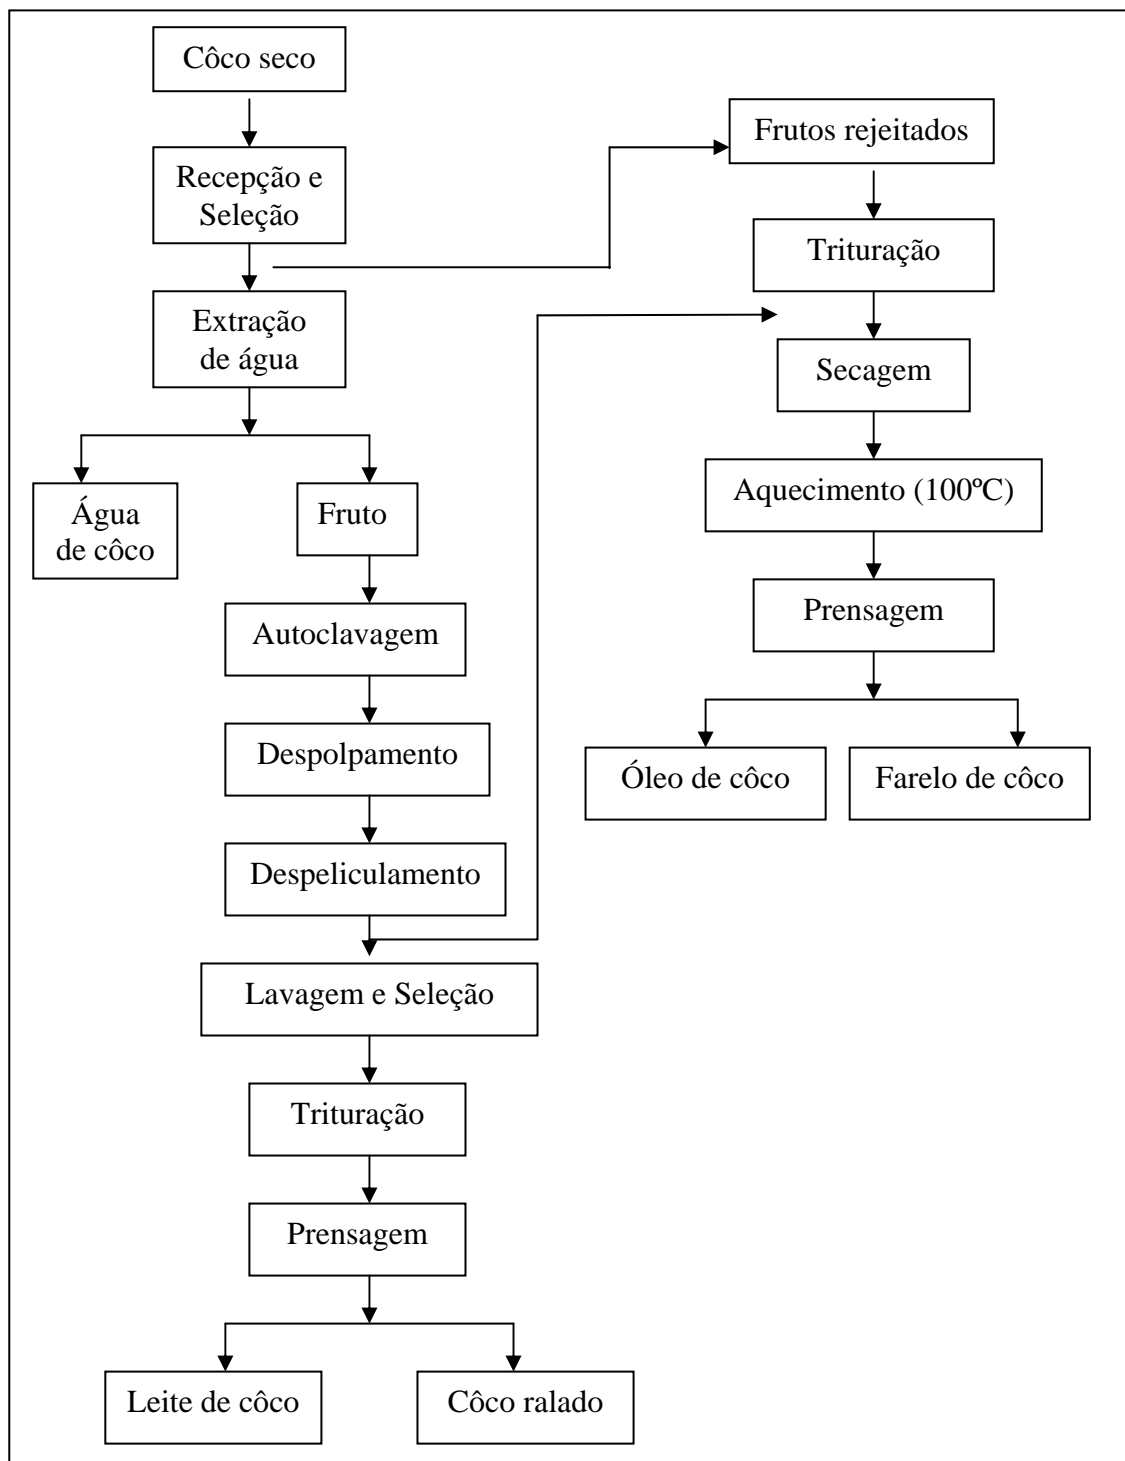 Côco seco
Recepção e
Seleção
Extração
de água
Água
de côco
Fruto
Autoclavagem
Despolpamento
Despeliculamento
Lavagem e Seleção
Trituração
Prensagem
Leite de côco
Côco ralado
Frutos rejeitados
Trituração
Secagem
Aquecimento (100ºC)
Prensagem
Óleo de côco
Farelo de côco